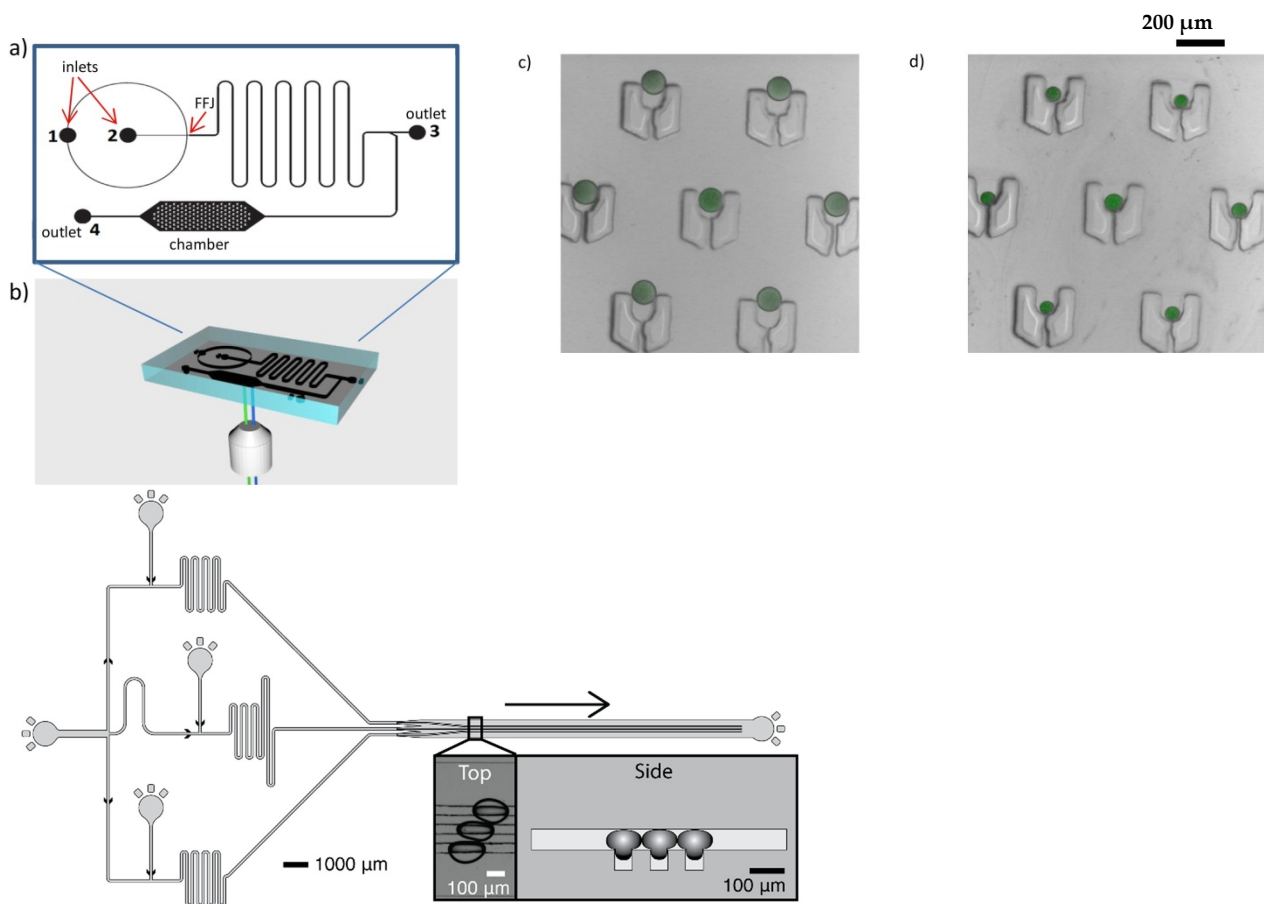 200 µm
a)
inlets
FFJ
outlet
1
2
3
outlet
4
chamber
b)
c)
d)
Top
Side
1000 µm
100 µm
100 µm